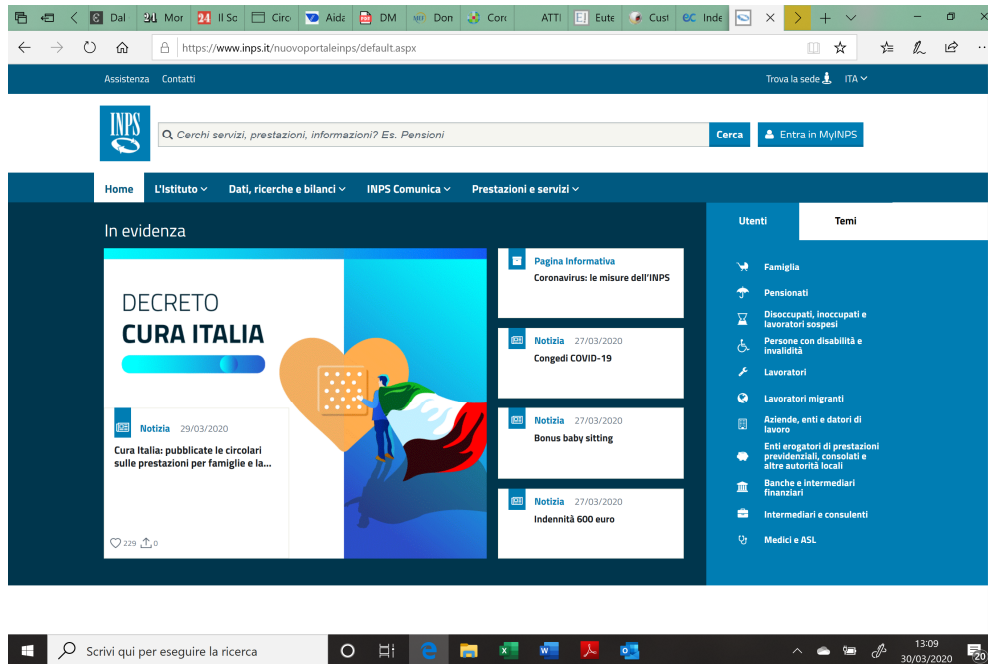 Dal
Mor
Il So
Circ
Aida
DM
Don
Cor
ATTI
Eute
Cust
Inde
https://www.inps.it/nuovoportaleinps/default.aspx
Assistenza Contatti
Trova la sede ITA
INPS
Cerchi servizi, prestazioni, informazioni? Es. Pensioni
Cerca
Entra in MyINPS
Home L'Istituto Dati, ricerche e bilanci INPS Comunica Prestazioni e servizi
In evidenza
DECRETO
CURA ITALIA
Notizia 29/03/2020
Cura Italia: pubblicate le circolari
sulle prestazioni per famiglie e la...
229 0
Pagina Informativa
Coronavirus: le misure dell'INPS
Notizia 27/03/2020
Congedi COVID-19
Notizia 27/03/2020
Bonus baby sitting
Notizia 27/03/2020
Indennità 600 euro
Utenti Temi
Famiglia
Pensionati
Disoccupati, inoccupati e
lavoratori sospesi
Persone con disabilità e
invalidità
Lavoratori
Lavoratori migranti
Aziende, enti e datori di
lavoro
Enti erogatori di prestazioni
previdenziali, consolati e
altre autorità locali
Banche e intermediari
finanziari
Intermediari e consulenti
Medici e ASL
Scrivi qui per eseguire la ricerca
13:09
30/03/2020
20